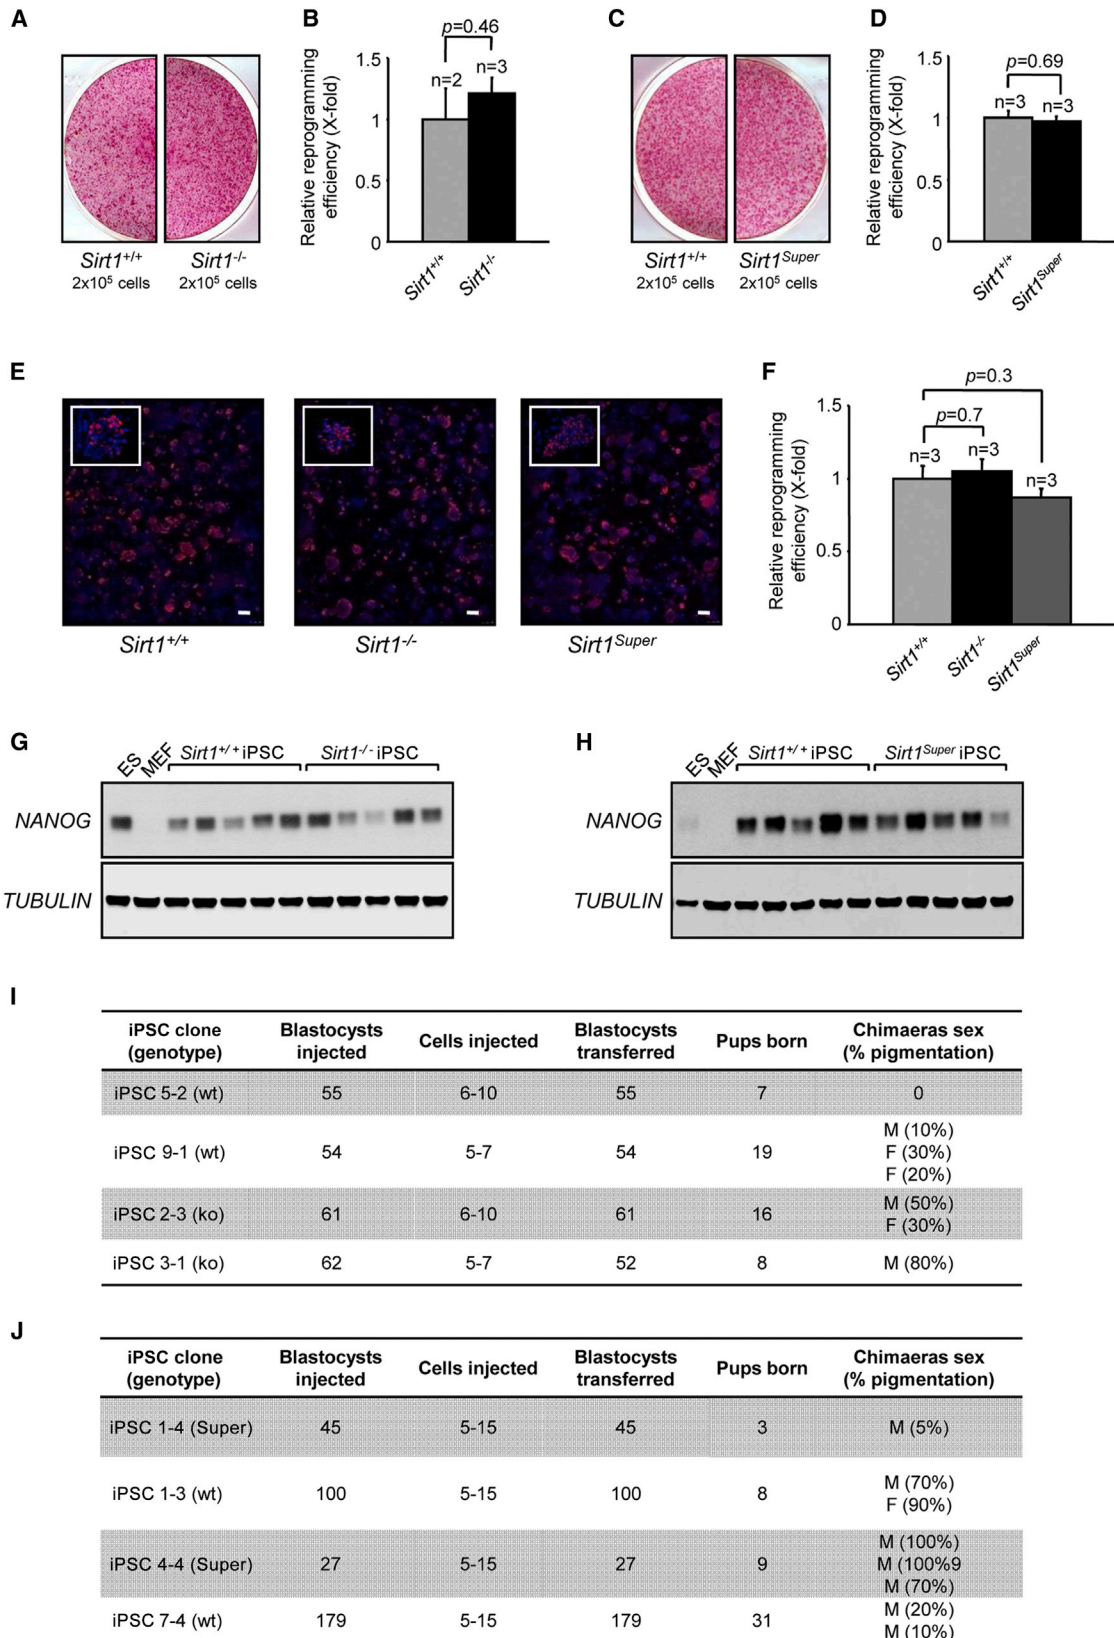 A
Sirt1+/+
2x10⁵ cells
Sirt1-/-
2x10⁵ cells
B
Relative reprogramming
efficiency (X-fold)
p=0.46
n=2
n=3
1.5
1
0.5
0
Sirt1+/+
Sirt1-/-
C
Sirt1+/+
2x10⁵ cells
Sirt1Super
2x10⁵ cells
D
Relative reprogramming
efficiency (X-fold)
p=0.69
n=3
n=3
1.5
1
0.5
0
Sirt1+/+
Sirt1Super
E
Sirt1+/+
Sirt1-/-
Sirt1Super
F
Relative reprogramming
efficiency (X-fold)
p=0.3
p=0.7
n=3
n=3
n=3
1.5
1
0.5
0
Sirt1+/+
Sirt1-/-
Sirt1Super
G
ES
MEF
Sirt1+/+ iPSC
Sirt1-/- iPSC
NANOG
TUBULIN
H
ES
MEF
Sirt1+/+ iPSC
Sirt1Super iPSC
NANOG
TUBULIN
I
iPSC clone (genotype) Blastocysts injected Cells injected Blastocysts transferred Pups born Chimaeras sex (% pigmentation)
iPSC 5-2 (wt) 55 6-10 55 7 0
iPSC 9-1 (wt) 54 5-7 54 19 M (10%)
F (30%)
F (20%)
iPSC 2-3 (ko) 61 6-10 61 16 M (50%)
F (30%)
iPSC 3-1 (ko) 62 5-7 52 8 M (80%)
J
iPSC clone (genotype) Blastocysts injected Cells injected Blastocysts transferred Pups born Chimaeras sex (% pigmentation)
iPSC 1-4 (Super) 45 5-15 45 3 M (5%)
iPSC 1-3 (wt) 100 5-15 100 8 M (70%)
F (90%)
iPSC 4-4 (Super) 27 5-15 27 9 M (100%)
M (100%9
M (70%)
iPSC 7-4 (wt) 179 5-15 179 31 M (20%)
M (10%)